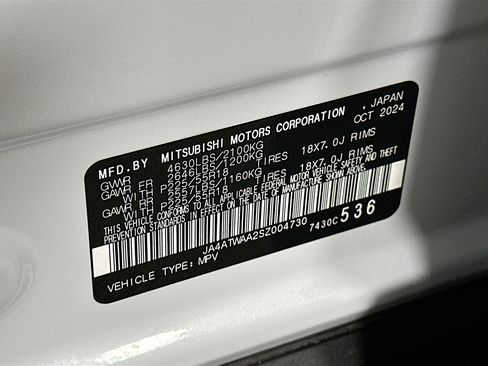 MFD.BY MITSUBISHI MOTORS CORPORATION , JAPAN
GVWR 4630LBS/2100KG OCT 2024
GAWR FR 2646LBS/1200KG
WITH P225/55R18 TIRES 18X7.0J RIMS
GAWR RR 1160KG
WITH P225/55R18 TIRES 18X7.0J RIMS
THIS VEHICLE CONFORMS TO ALL APPLICABLE FEDERAL MOTOR VEHICLE SAFETY AND THEFT
PREVENTION STANDARDS IN EFFECT ON THE DATE OF MANUFACTURE SHOWN ABOVE.
JA4ATWAA2SZ004730 7430C536
VEHICLE TYPE: MPV